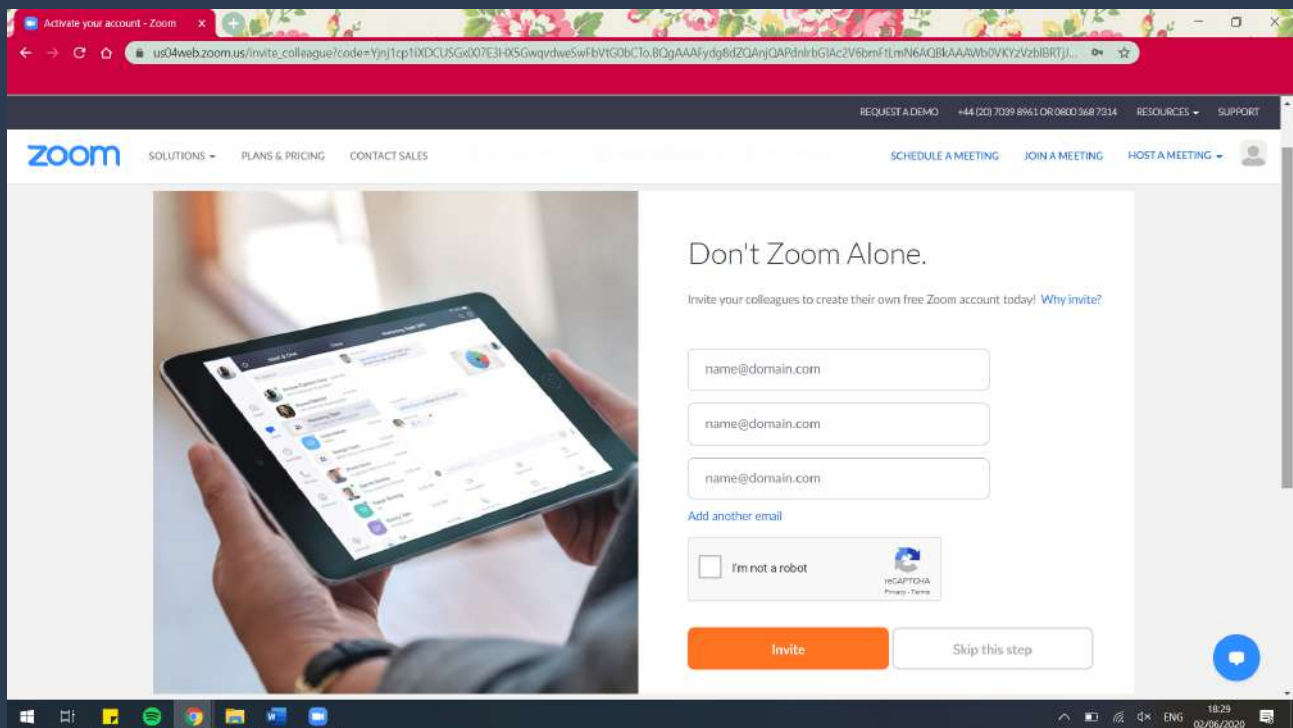 Activate your account - Zoom
us04web.zoom.us/invite_colleague?code=
REQUEST A DEMO +44 (20) 7039 8961 OR 0800 368 7314 RESOURCES SUPPORT
zoom SOLUTIONS PLANS & PRICING CONTACT SALES SCHEDULE A MEETING JOIN A MEETING HOST A MEETING
Don't Zoom Alone.
Invite your colleagues to create their own free Zoom account today! Why invite?
name@domain.com
name@domain.com
name@domain.com
Add another email
I'm not a robot
reCAPTCHA
Privacy - Terms
Invite Skip this step
ENG
18:29
02/06/2020